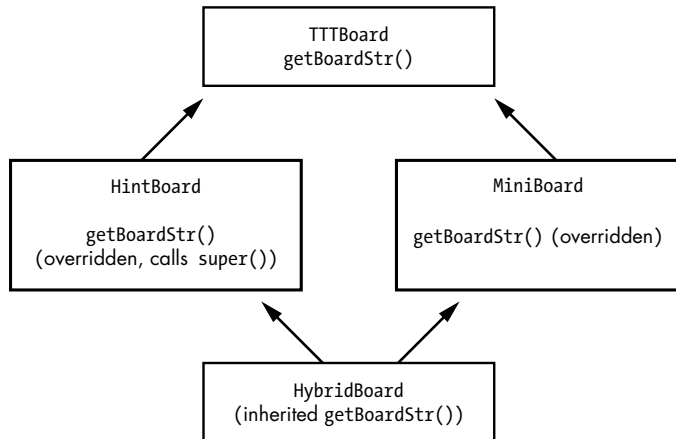 TTTBoard
getBoardStr()
HintBoard
getBoardStr()
(overridden, calls super())
MiniBoard
getBoardStr() (overridden)
HybridBoard
(inherited getBoardStr())